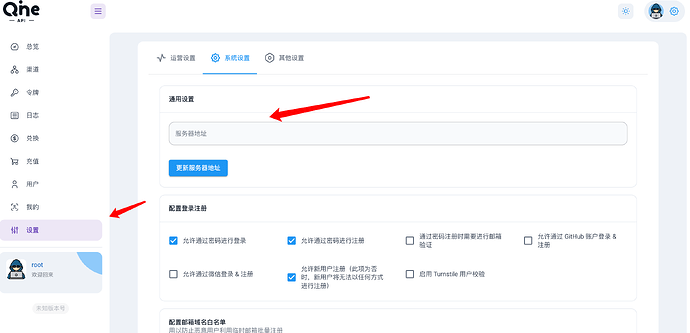 Qne
API
总览
渠道
令牌
日志
兑换
充值
用户
我的
设置
root
欢迎回来
未知版本号
运营设置 系统设置 其他设置
通用设置
服务器地址
更新服务器地址
配置登录注册
允许通过密码进行登录
允许通过密码进行注册
通过密码注册时需要进行邮箱
验证
允许通过 GitHub 账户登录 &
注册
允许通过微信登录 & 注册
允许新用户注册（此项为否
时，新用户将无法以任何方式
进行注册）
启用 Turnstile 用户校验
配置邮箱域名白名单
用以防止恶意用户利用临时邮箱批量注册